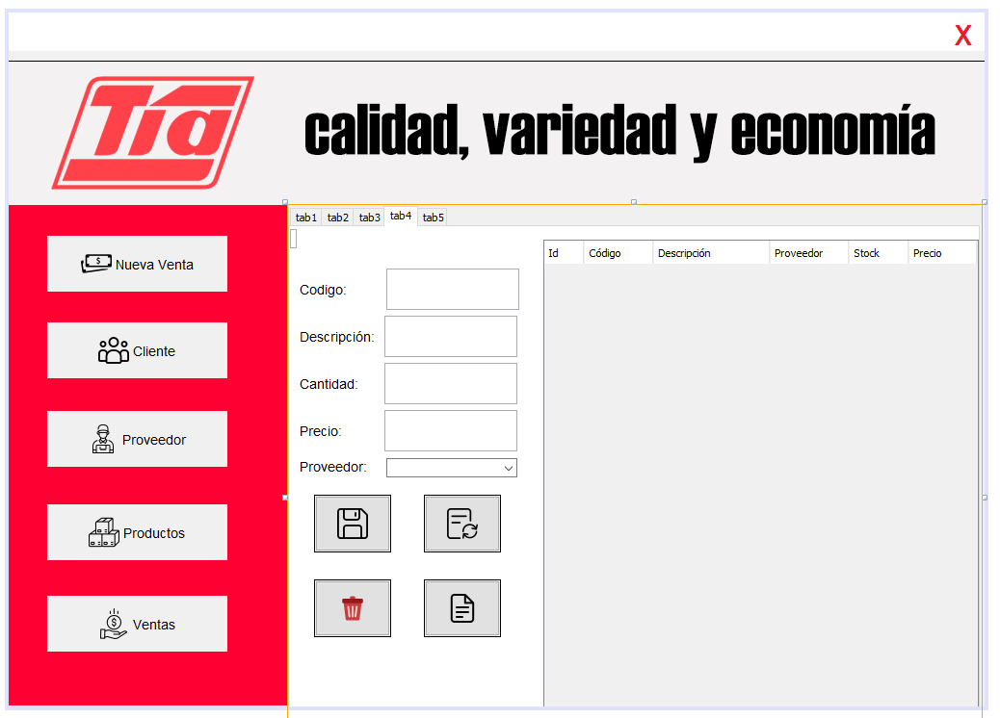 X
Tía
calidad, variedad y economía
tab1 tab2 tab3 tab4 tab5
Nueva Venta
Cliente
Proveedor
Productos
Ventas
Codigo:
Descripción:
Cantidad:
Precio:
Proveedor:
Id Código Descripción Proveedor Stock Precio